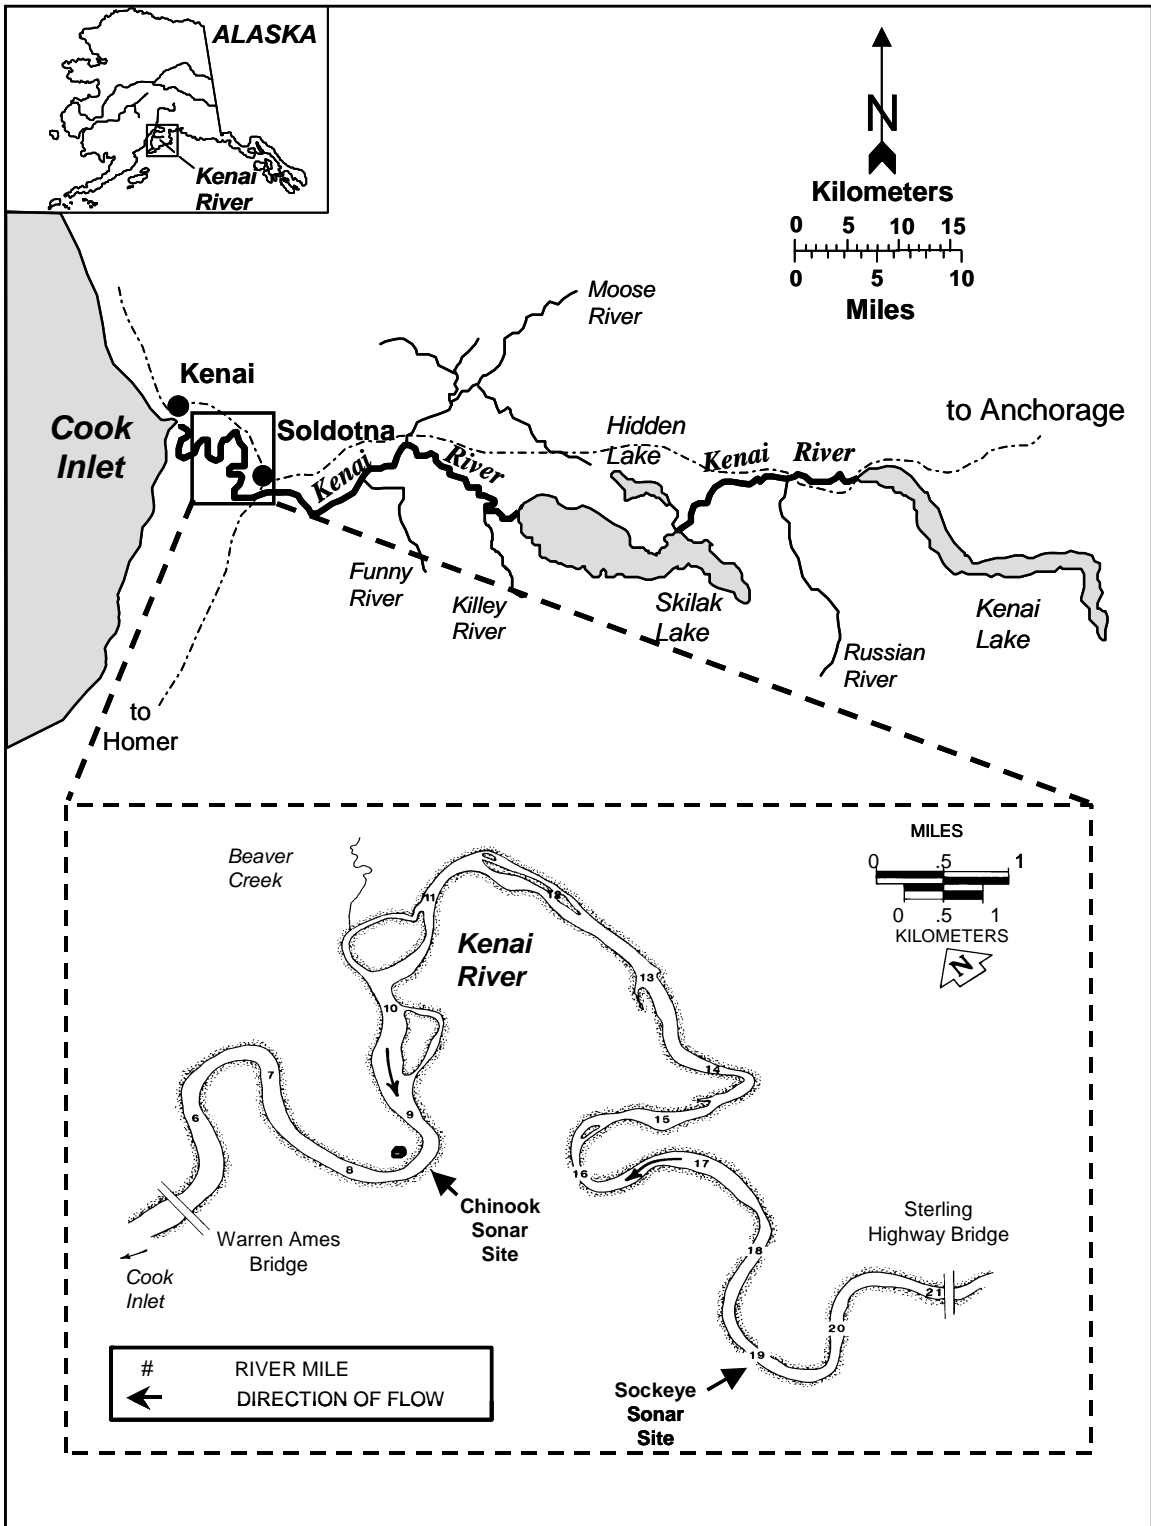 ALASKA
Kenai
River
N
Kilometers
0 5 10 15
0 5 10
Miles
Moose
River
Kenai
Cook
Inlet
Soldotna
Hidden
Lake
to Anchorage
Kenai River
Kenai River
Funny
River
Killey
River
Skilak
Lake
Kenai
Lake
Russian
River
to
Homer
MILES
0 .5 1
0 .5 1
KILOMETERS
N
Beaver
Creek
Kenai
River
11
12
13
10
14
9
15
7
6
8
16
17
18
19
20
21
Chinook
Sonar
Site
Warren Ames
Bridge
Cook
Inlet
Sterling
Highway Bridge
Sockeye
Sonar
Site
# RIVER MILE
DIRECTION OF FLOW